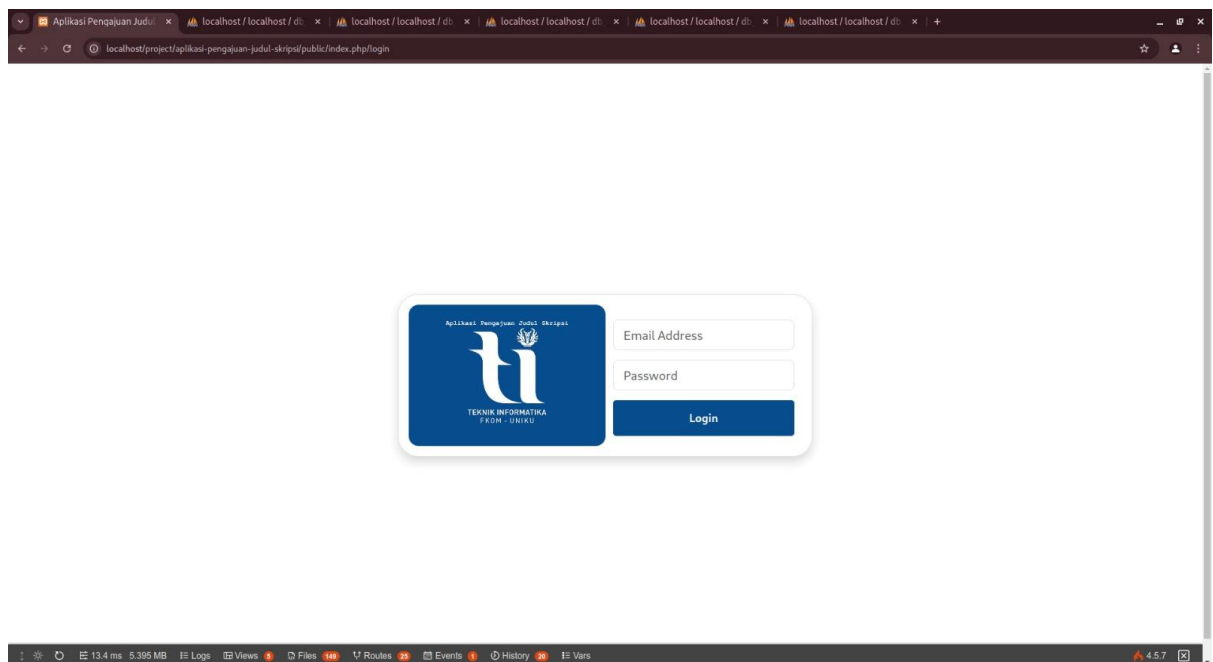 Aplikasi Pengajuan Judul
localhost / localhost / db
localhost / localhost / db
localhost / localhost / db
localhost / localhost / db
localhost / localhost / db
localhost/project/aplikasi-pengajuan-judul-skripsi/public/index.php/login
Aplikasi Pengajuan Judul Skripsi
ti
TEKNIK INFORMATIKA
FKOM - UNIKU
Email Address
Password
Login
13.4 ms 5.395 MB Logs Views 5 Files 149 Routes 25 Events 1 History 20 Vars 4.5.7